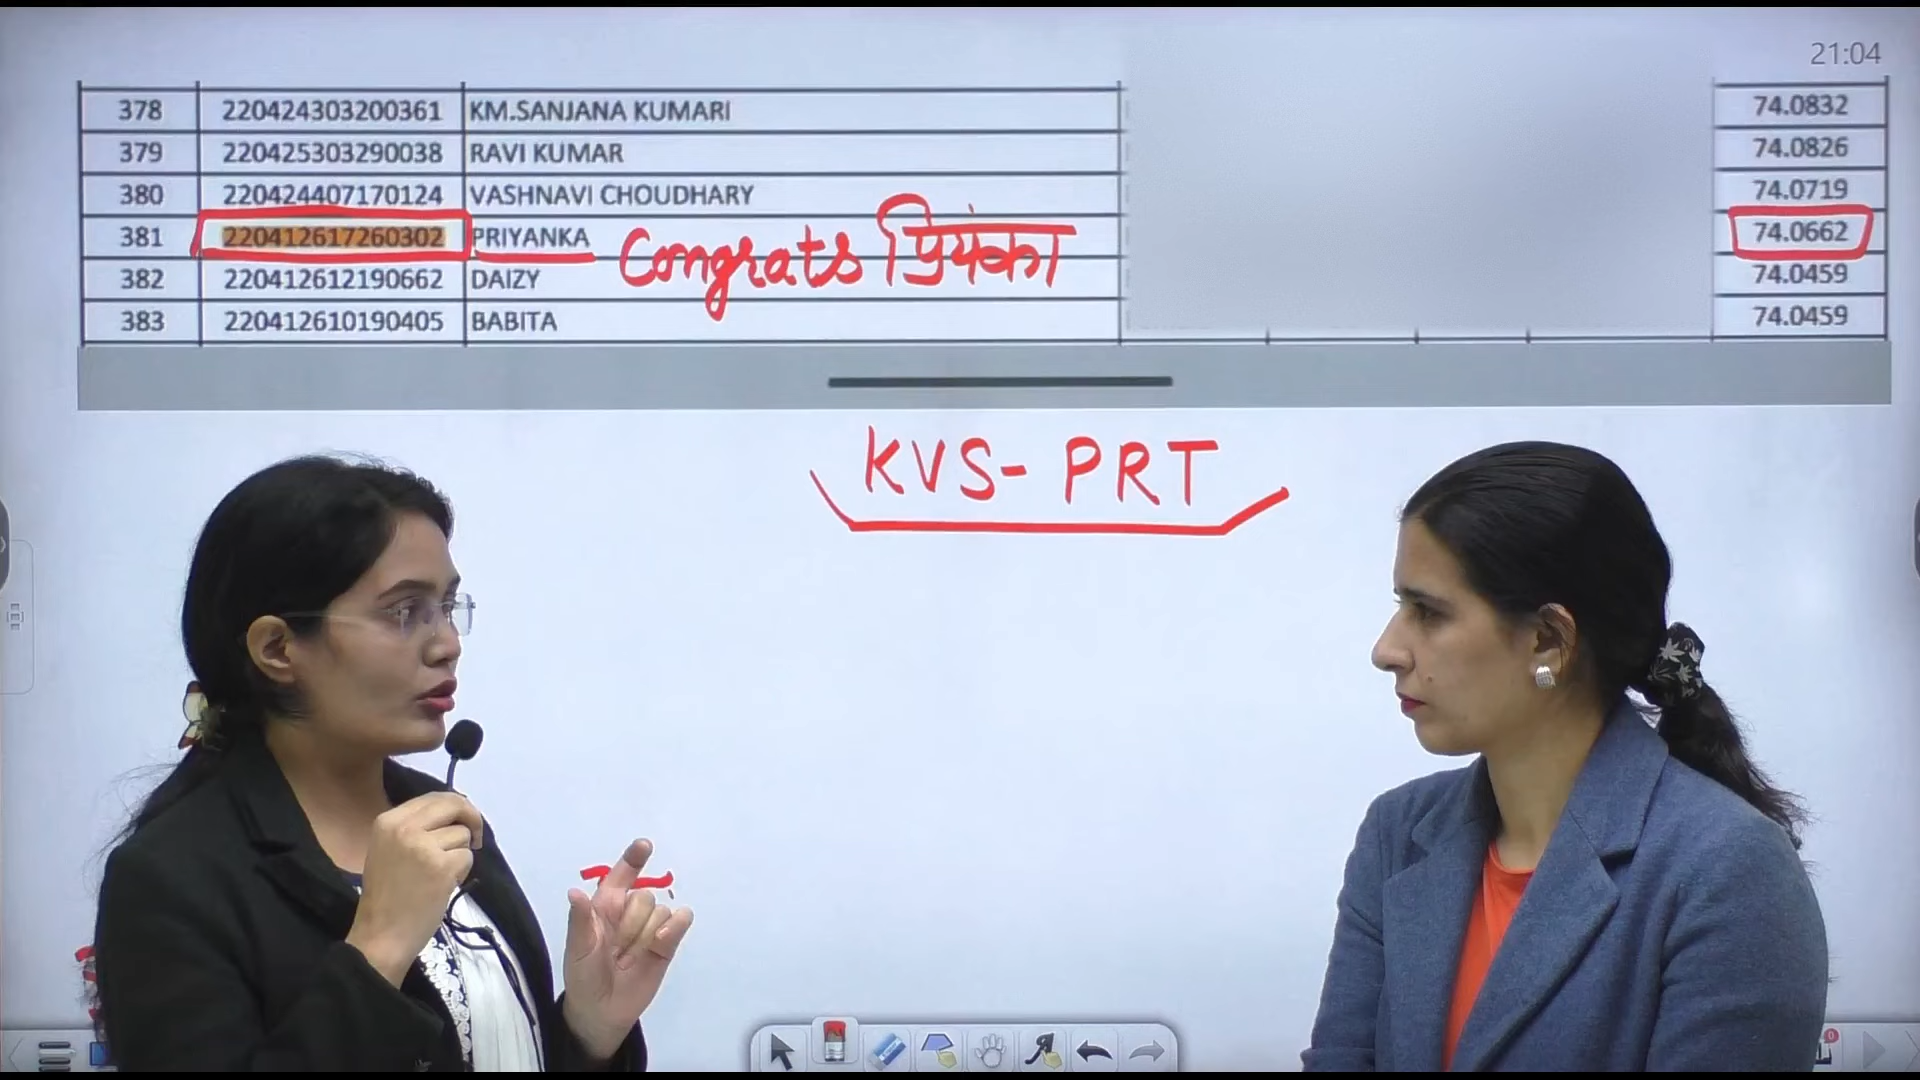 21:04
378 220424303200361 KM.SANJANA KUMARI 74.0832
379 220425303290038 RAVI KUMAR 74.0826
380 220424407170124 VASHNAVI CHOUDHARY 74.0719
381 220412617260302 PRIYANKA Congrats प्रियंका 74.0662
382 220412612190662 DAIZY 74.0459
383 220412610190405 BABITA 74.0459
KVS- PRT